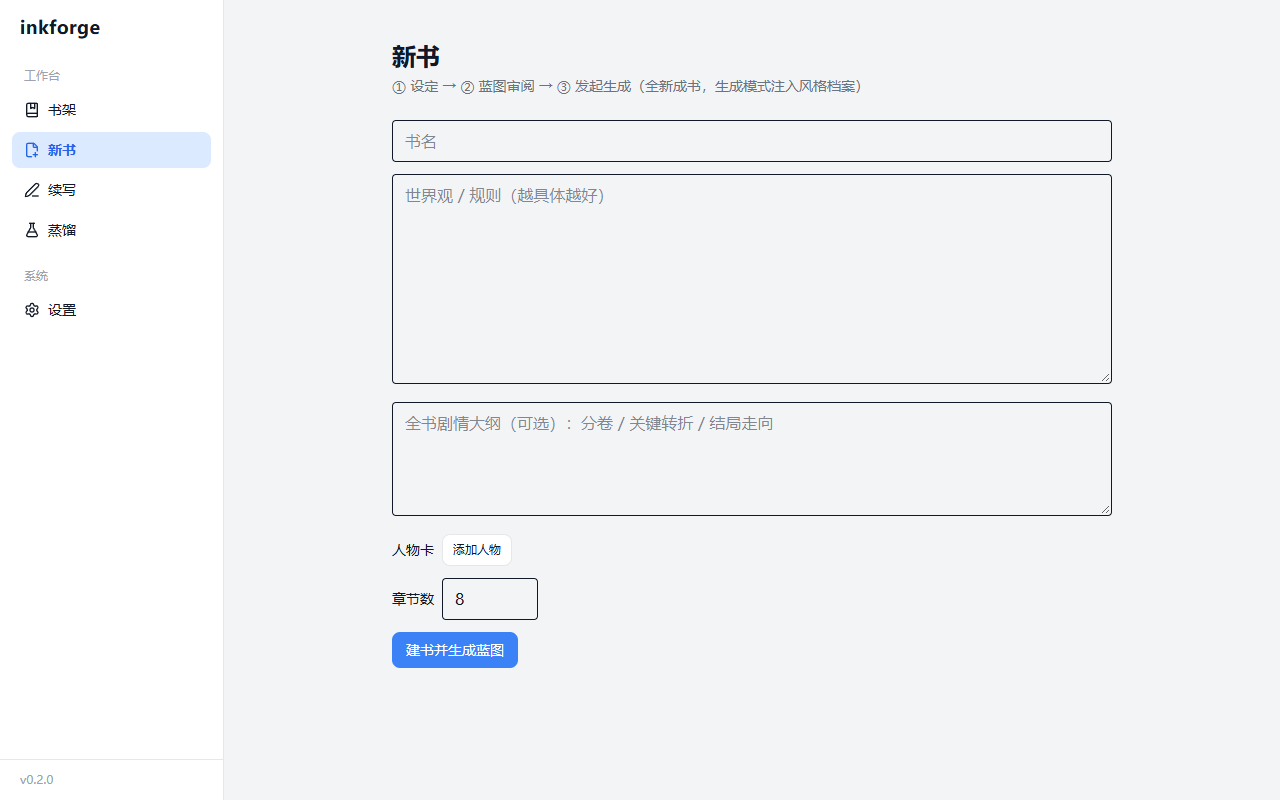 inkforge
工作台
书架
新书
续写
蒸馏
系统
设置
v0.2.0
新书
① 设定 → ② 蓝图审阅 → ③ 发起生成（全新成书，生成模式注入风格档案）
书名
世界观 / 规则（越具体越好）
全书剧情大纲（可选）：分卷 / 关键转折 / 结局走向
人物卡 添加人物
章节数 8
建书并生成蓝图